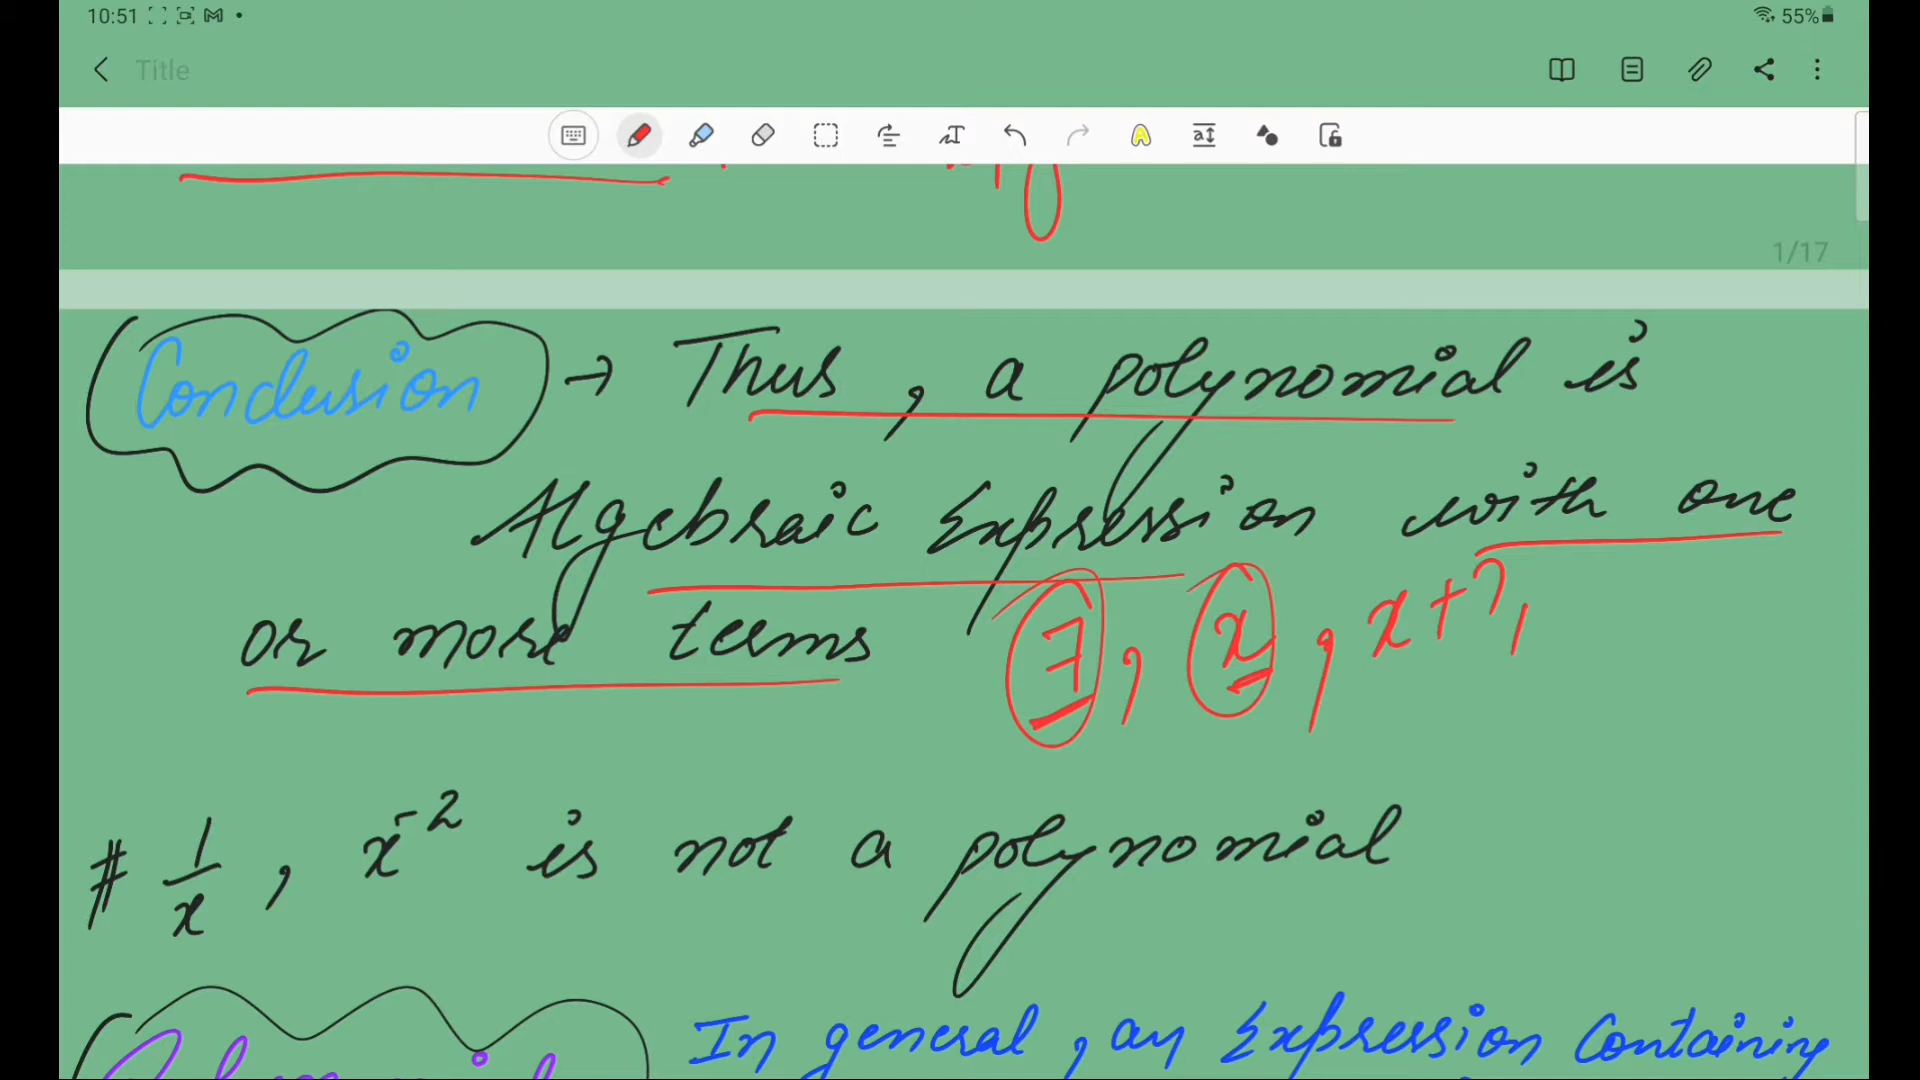 10:51
55%
Title
1/17
Conclusion → Thus, a polynomial is
Algebraic Expression with one
or more terms 7, x, x+7,
# 1/x, x⁻² is not a polynomial
In general, an Expression Containing